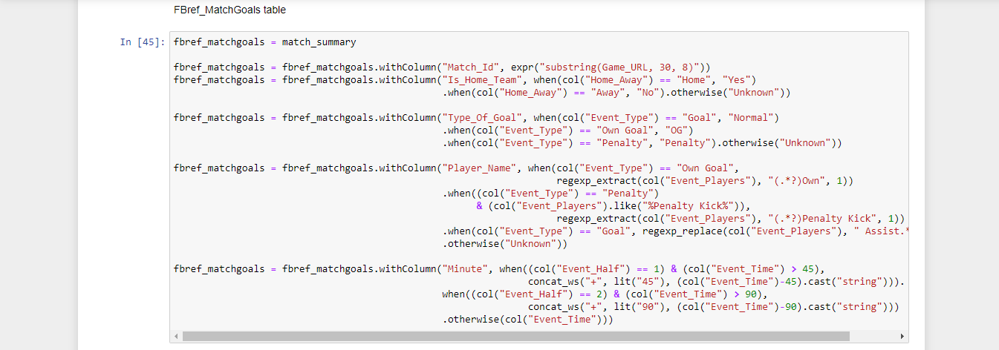 FBref_MatchGoals table
In [45]:
fbref_matchgoals = match_summary
fbref_matchgoals = fbref_matchgoals.withColumn("Match_Id", expr("substring(Game_URL, 30, 8)"))
fbref_matchgoals = fbref_matchgoals.withColumn("Is_Home_Team", when(col("Home_Away") == "Home", "Yes")
.when(col("Home_Away") == "Away", "No").otherwise("Unknown"))
fbref_matchgoals = fbref_matchgoals.withColumn("Type_Of_Goal", when(col("Event_Type") == "Goal", "Normal")
.when(col("Event_Type") == "Own Goal", "OG")
.when(col("Event_Type") == "Penalty", "Penalty").otherwise("Unknown"))
fbref_matchgoals = fbref_matchgoals.withColumn("Player_Name", when(col("Event_Type") == "Own Goal",
regexp_extract(col("Event_Players"), "(.*?)Own", 1))
.when((col("Event_Type") == "Penalty")
& (col("Event_Players").like("%Penalty Kick%")),
regexp_extract(col("Event_Players"), "(.*?)Penalty Kick", 1))
.when(col("Event_Type") == "Goal", regexp_replace(col("Event_Players"), " Assist.*
.otherwise("Unknown"))
fbref_matchgoals = fbref_matchgoals.withColumn("Minute", when((col("Event_Half") == 1) & (col("Event_Time") > 45),
concat_ws("+", lit("45"), (col("Event_Time")-45).cast("string"))).
when((col("Event_Half") == 2) & (col("Event_Time") > 90),
concat_ws("+", lit("90"), (col("Event_Time")-90).cast("string")))
.otherwise(col("Event_Time")))